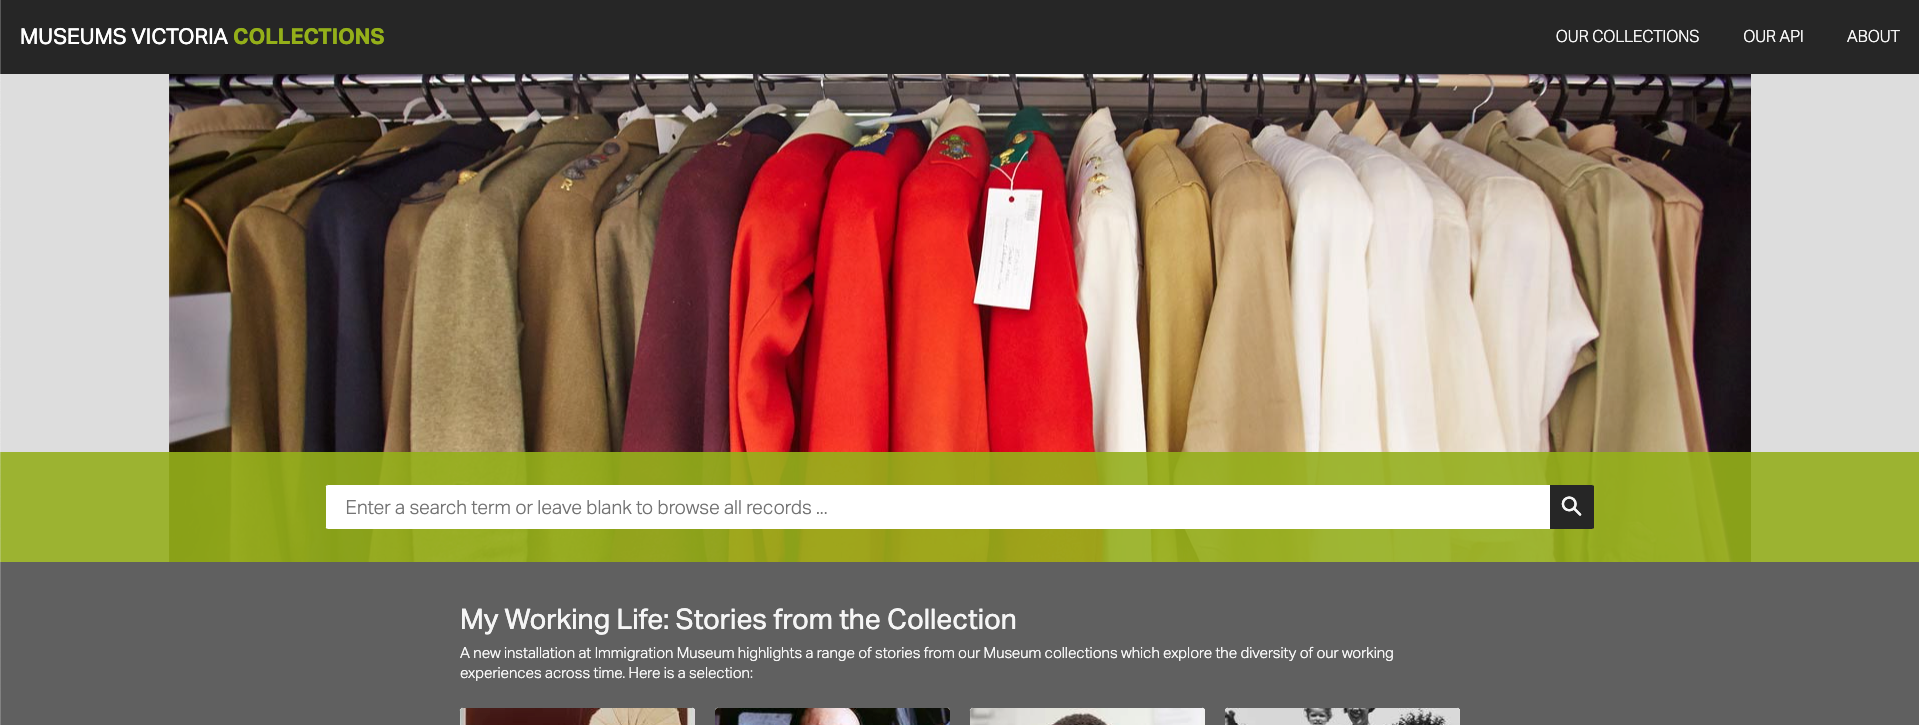 MUSEUMS VICTORIA COLLECTIONS
OUR COLLECTIONS
OUR API
ABOUT
R
Enter a search term or leave blank to browse all records ...
My Working Life: Stories from the Collection
A new installation at Immigration Museum highlights a range of stories from our Museum collections which explore the diversity of our working
experiences across time. Here is a selection: